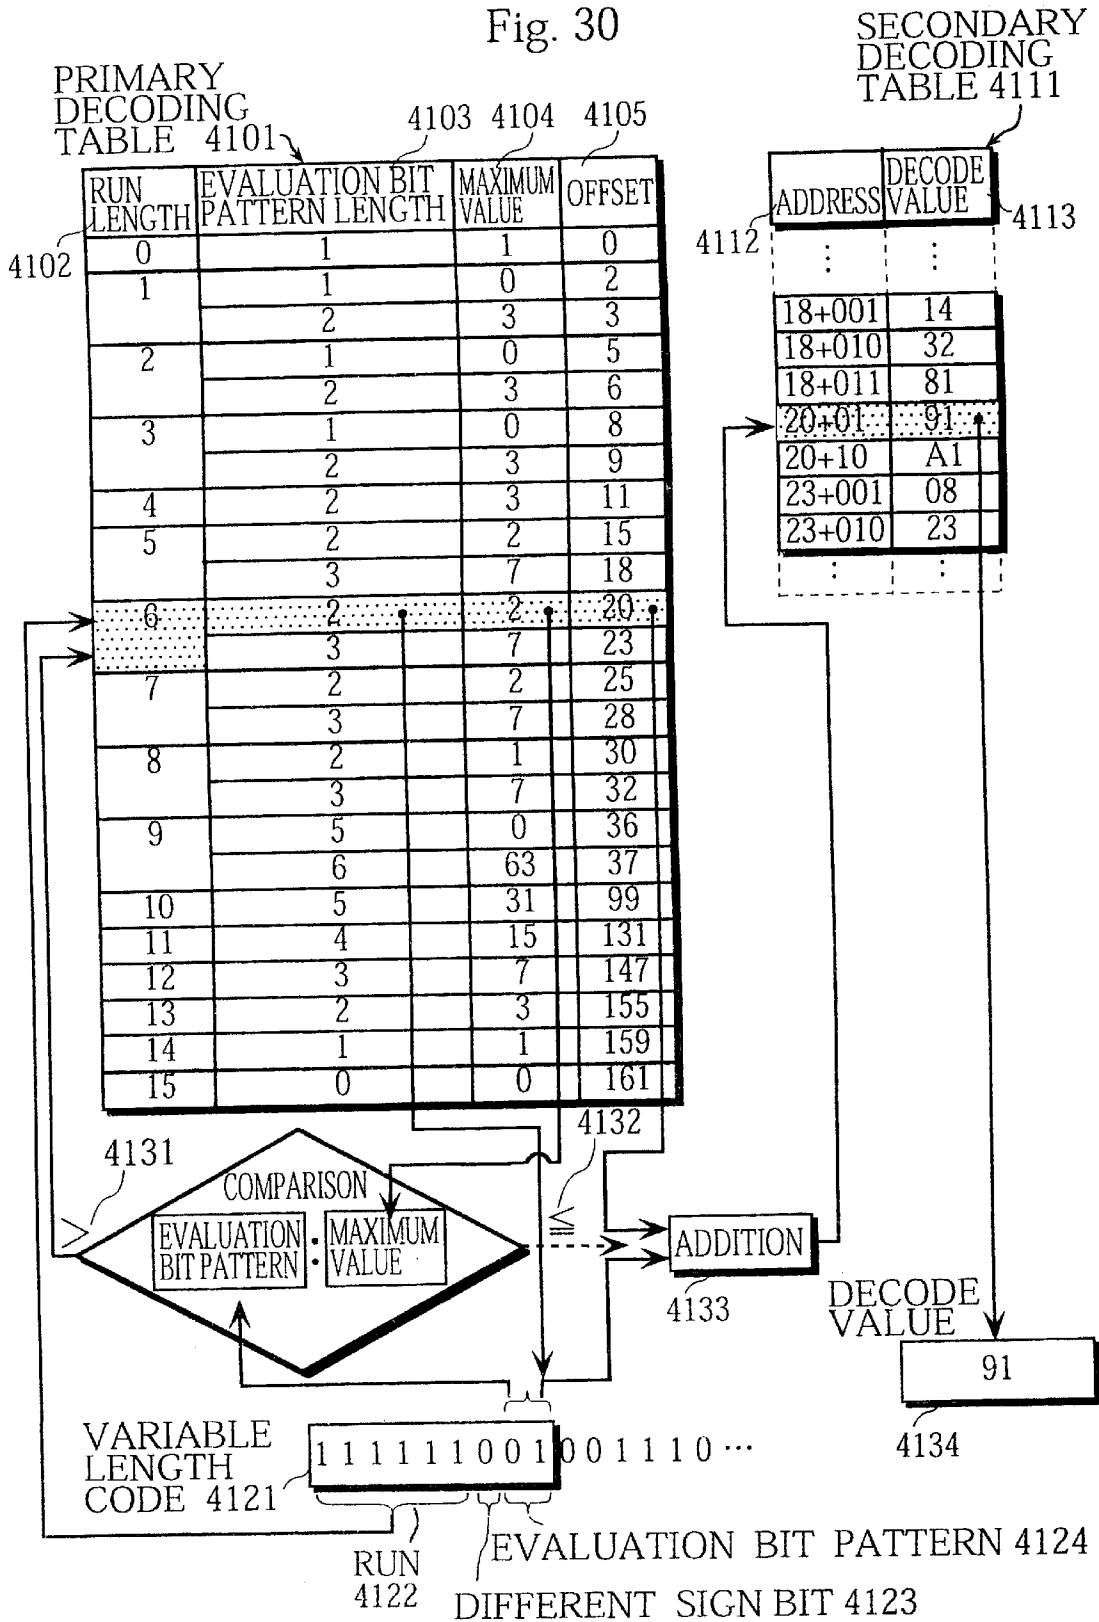 Fig. 30
PRIMARY
DECODING
TABLE 4101
4103
4104
4105
RUN
LENGTH
EVALUATION BIT
PATTERN LENGTH
MAXIMUM
VALUE
OFFSET
4102
0 1 1 0
1 1 0 2
2 3 3
2 1 0 5
2 3 6
3 1 0 8
2 3 9
4 2 3 11
5 2 2 15
3 7 18
6 2 2 20
3 7 23
7 2 2 25
3 7 28
8 2 1 30
3 7 32
9 5 0 36
6 63 37
10 5 31 99
11 4 15 131
12 3 7 147
13 2 3 155
14 1 1 159
15 0 0 161
SECONDARY
DECODING
TABLE 4111
ADDRESS
DECODE
VALUE
4112
4113
⋮ ⋮
18+001 14
18+010 32
18+011 81
20+01 91
20+10 A1
23+001 08
23+010 23
⋮ ⋮
4131
>
COMPARISON
EVALUATION
BIT PATTERN
:
MAXIMUM
VALUE
4132
≦
ADDITION
4133
DECODE
VALUE
91
4134
VARIABLE
LENGTH
CODE 4121
1 1 1 1 1 1 0 0 1 0 0 1 1 1 0 ···
RUN
4122
EVALUATION BIT PATTERN 4124
DIFFERENT SIGN BIT 4123